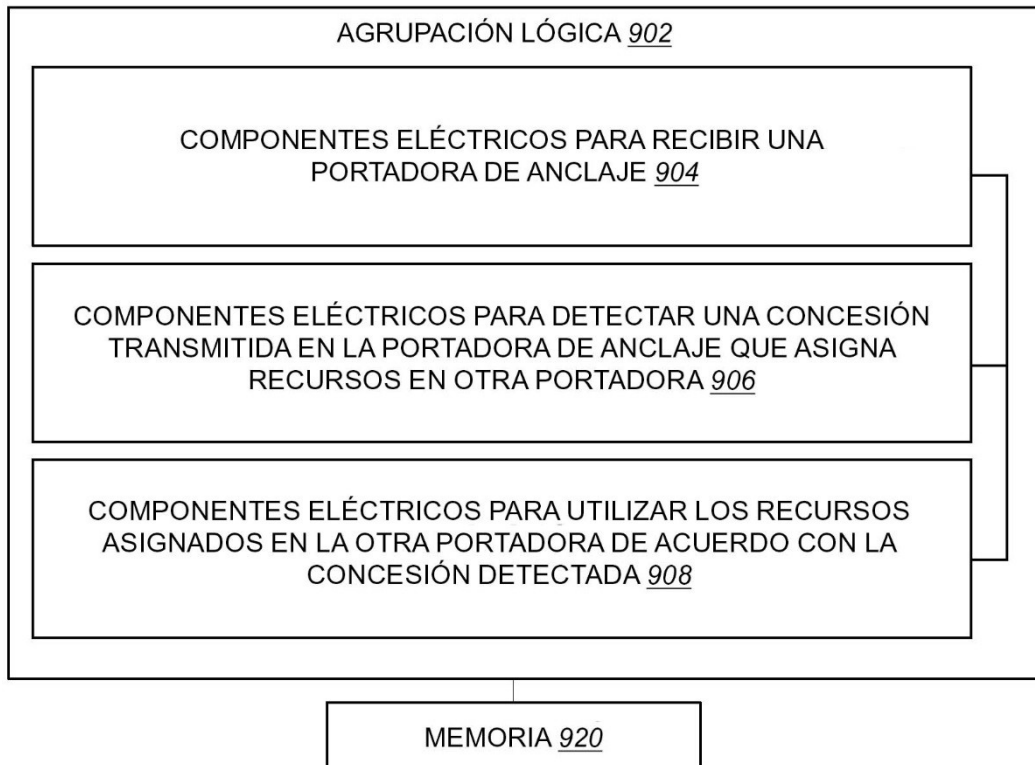 AGRUPACIÓN LÓGICA 902
COMPONENTES ELÉCTRICOS PARA RECIBIR UNA
PORTADORA DE ANCLAJE 904
COMPONENTES ELÉCTRICOS PARA DETECTAR UNA CONCESIÓN
TRANSMITIDA EN LA PORTADORA DE ANCLAJE QUE ASIGNA
RECURSOS EN OTRA PORTADORA 906
COMPONENTES ELÉCTRICOS PARA UTILIZAR LOS RECURSOS
ASIGNADOS EN LA OTRA PORTADORA DE ACUERDO CON LA
CONCESIÓN DETECTADA 908
MEMORIA 920